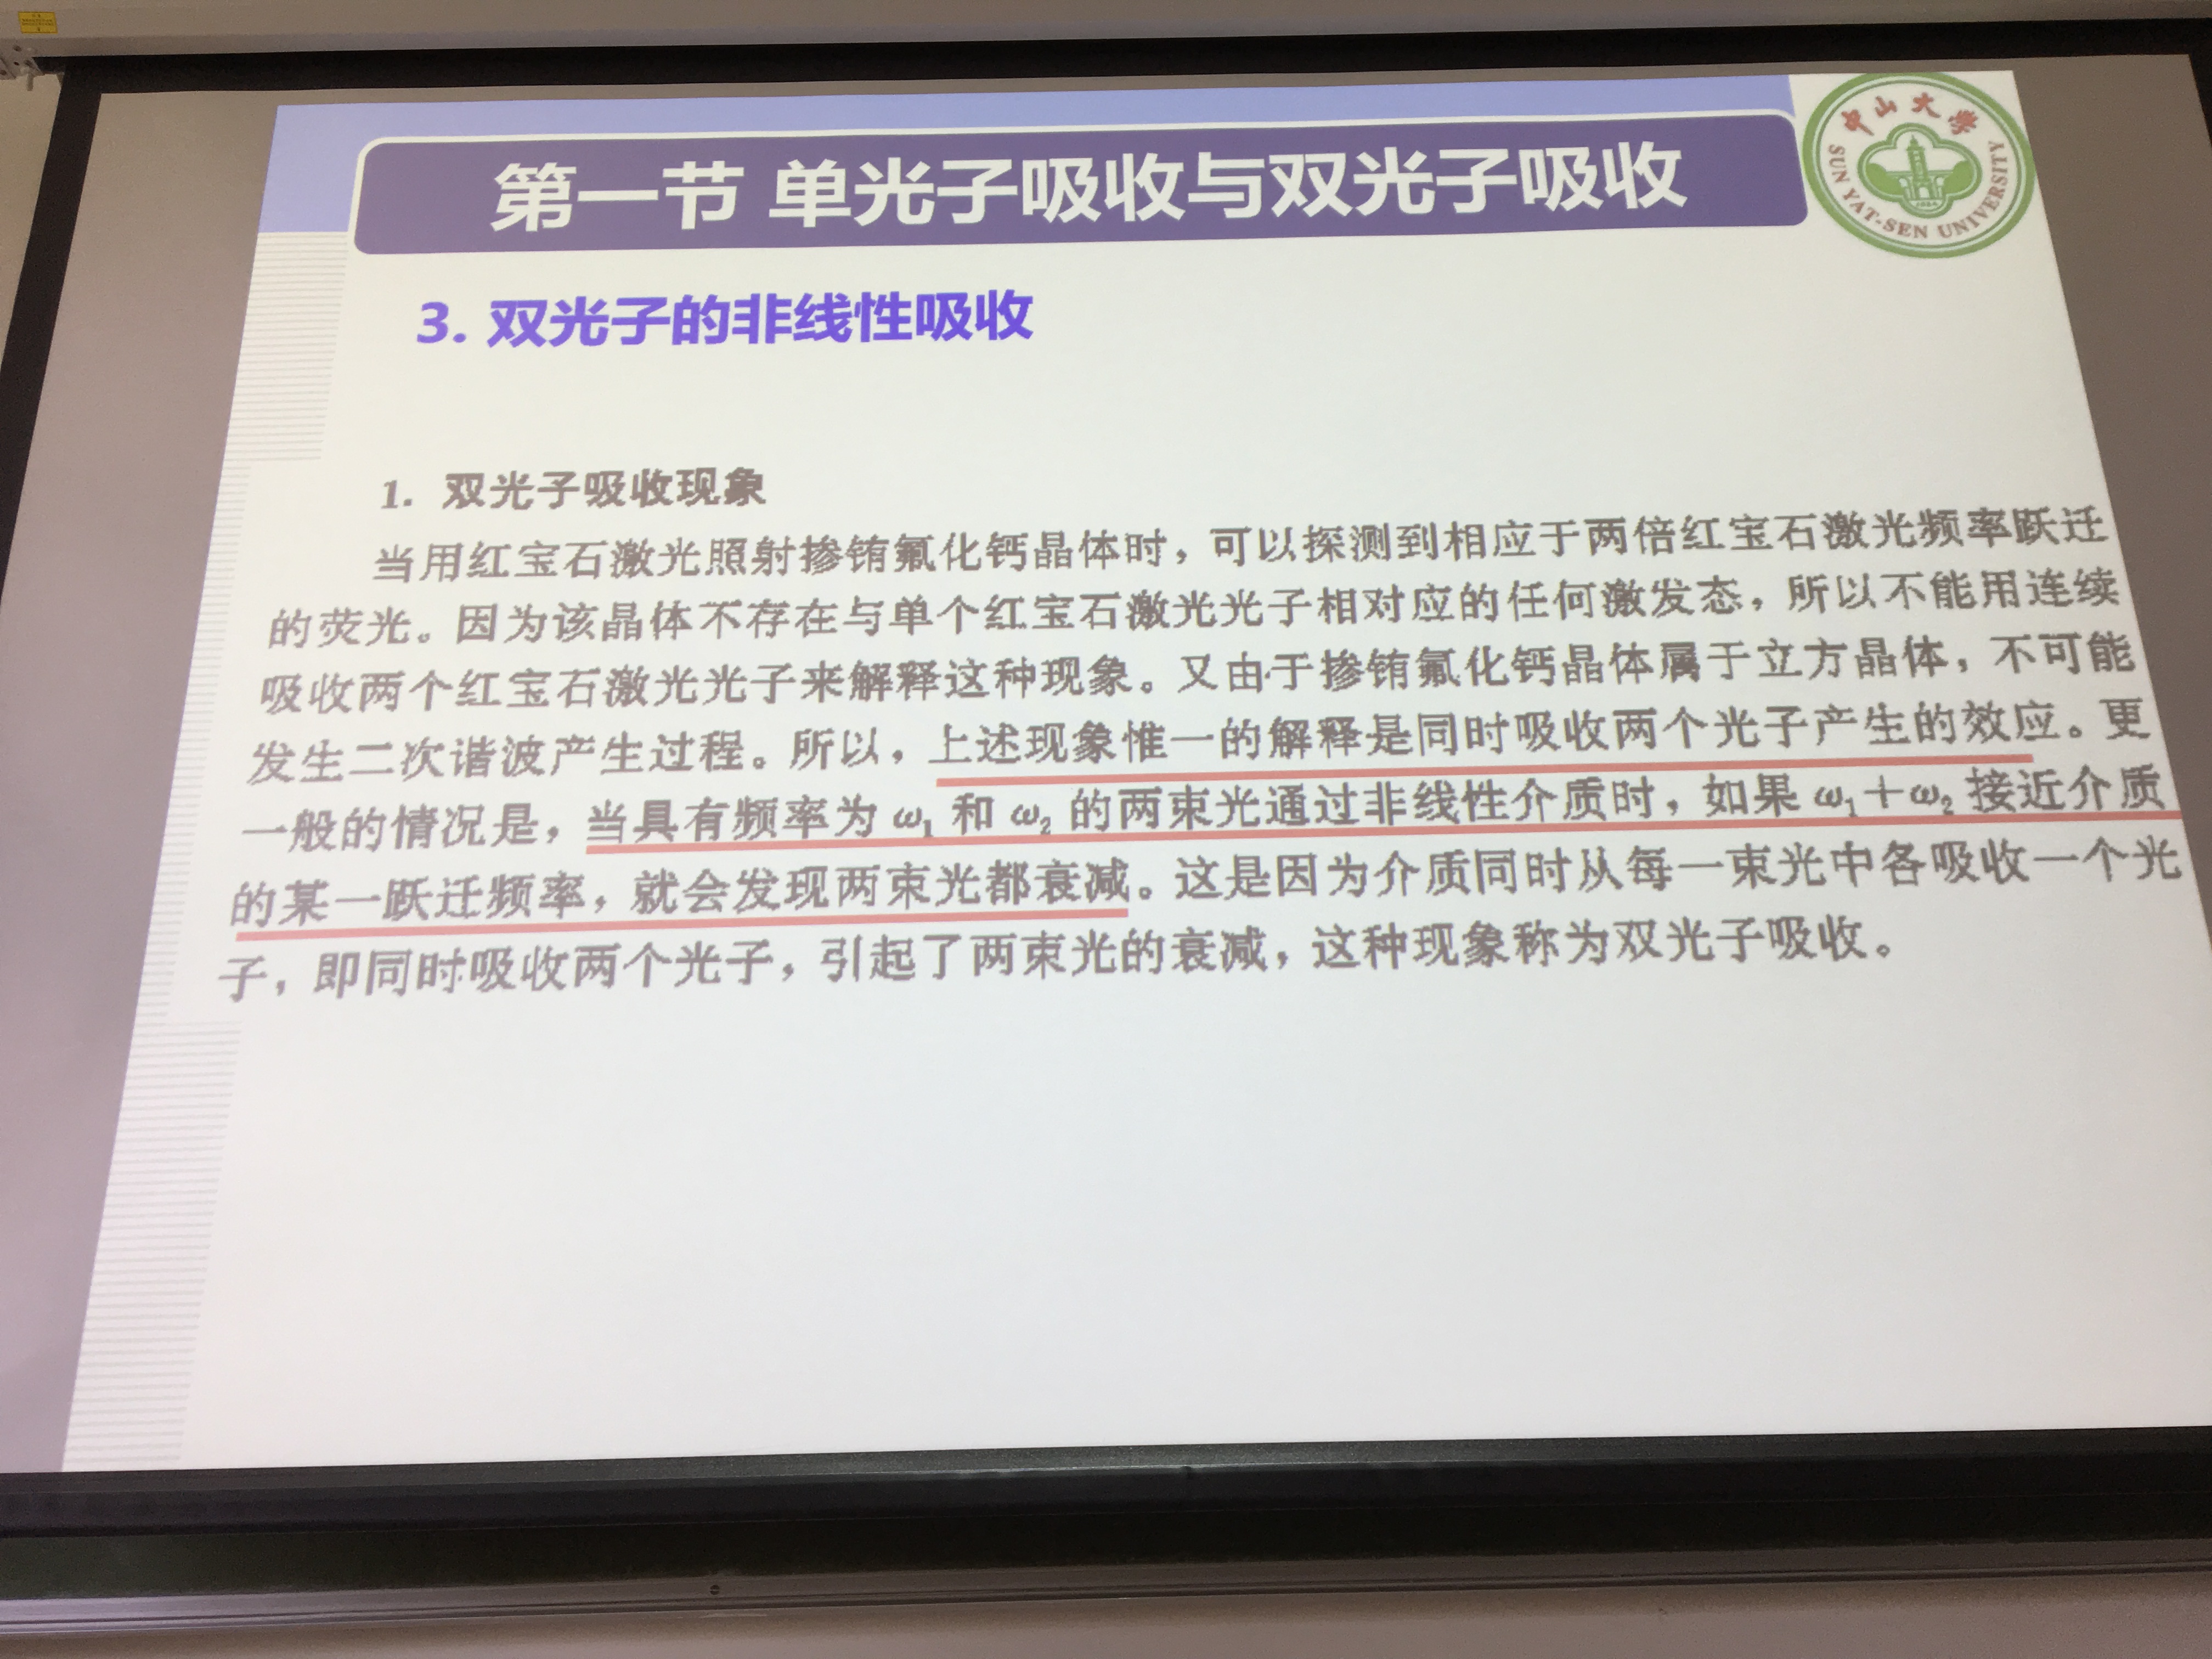 第一节 单光子吸收与双光子吸收
中山大学
SUN YAT-SEN UNIVERSITY
1924
3. 双光子的非线性吸收
1. 双光子吸收现象
当用红宝石激光照射掺铕氟化钙晶体时，可以探测到相应于两倍红宝石激光频率跃迁
的荧光。因为该晶体不存在与单个红宝石激光光子相对应的任何激发态，所以不能用连续
吸收两个红宝石激光光子来解释这种现象。又由于掺铕氟化钙晶体属于立方晶体，不可能
发生二次谐波产生过程。所以，上述现象惟一的解释是同时吸收两个光子产生的效应。更
一般的情况是，当具有频率为 ω₁ 和 ω₂ 的两束光通过非线性介质时，如果 ω₁＋ω₂ 接近介质
的某一跃迁频率，就会发现两束光都衰减。这是因为介质同时从每一束光中各吸收一个光
子，即同时吸收两个光子，引起了两束光的衰减，这种现象称为双光子吸收。